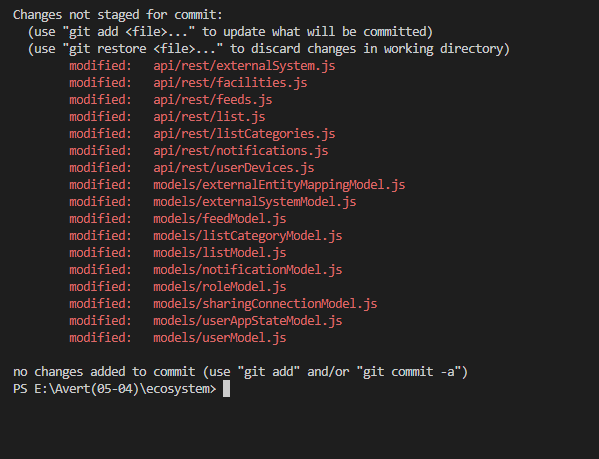 Changes not staged for commit:
(use "git add <file>..." to update what will be committed)
(use "git restore <file>..." to discard changes in working directory)
modified: api/rest/externalSystem.js
modified: api/rest/facilities.js
modified: api/rest/feeds.js
modified: api/rest/list.js
modified: api/rest/listCategories.js
modified: api/rest/notifications.js
modified: api/rest/userDevices.js
modified: models/externalEntityMappingModel.js
modified: models/externalSystemModel.js
modified: models/feedModel.js
modified: models/listCategoryModel.js
modified: models/listModel.js
modified: models/notificationModel.js
modified: models/roleModel.js
modified: models/sharingConnectionModel.js
modified: models/userAppStateModel.js
modified: models/userModel.js
no changes added to commit (use "git add" and/or "git commit -a")
PS E:\Avert(05-04)\ecosystem>